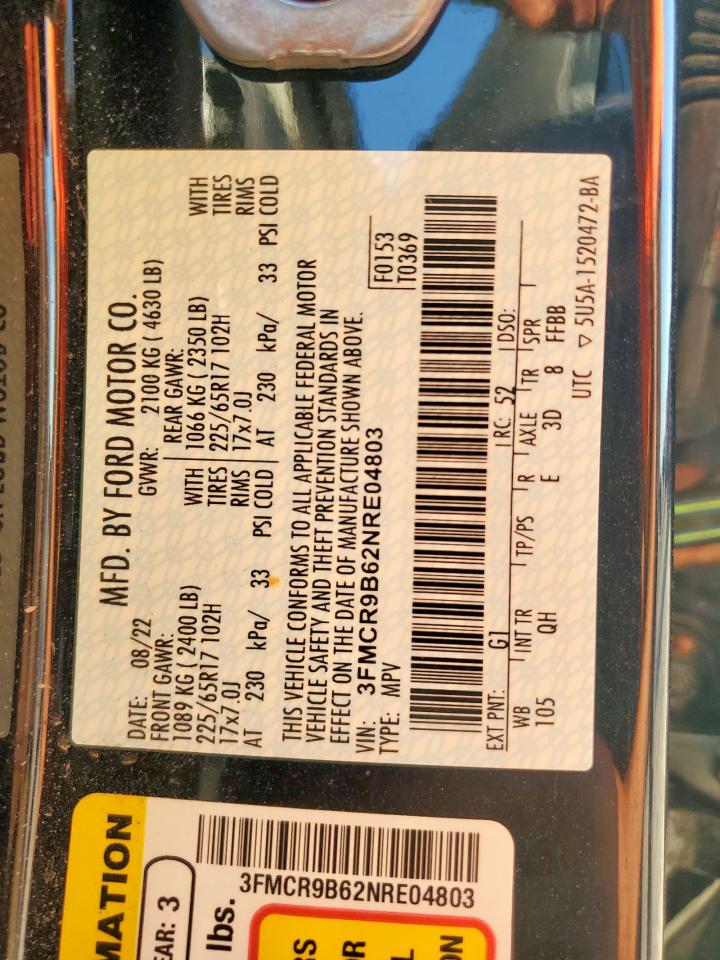 MFD. BY FORD MOTOR CO.
DATE: 08/22 GVWR: 2100 KG ( 4630 LB)
FRONT GAWR: REAR GAWR:
1089 KG ( 2400 LB) WITH 1066 KG ( 2350 LB) WITH
225/65R17 102H TIRES 225/65R17 102H TIRES
17x7.0J RIMS 17x7.0J RIMS
AT 230 kPa/ 33 PSI COLD AT 230 kPa/ 33 PSI COLD
THIS VEHICLE CONFORMS TO ALL APPLICABLE FEDERAL MOTOR
VEHICLE SAFETY AND THEFT PREVENTION STANDARDS IN
EFFECT ON THE DATE OF MANUFACTURE SHOWN ABOVE.
VIN: 3FMCR9B62NRE04803
TYPE: MPV
F0153
T0369
EXT PNT: G1 RC: 52 DSO:
WB INT TR TP/PS R AXLE TR SPR
105 QH E 3D 8 FFBB
UTC ▽ 5U5A-1520472-BA
MATION
EAR: 3
lbs.
3FMCR9B62NRE04803
RS
OR
L
ON